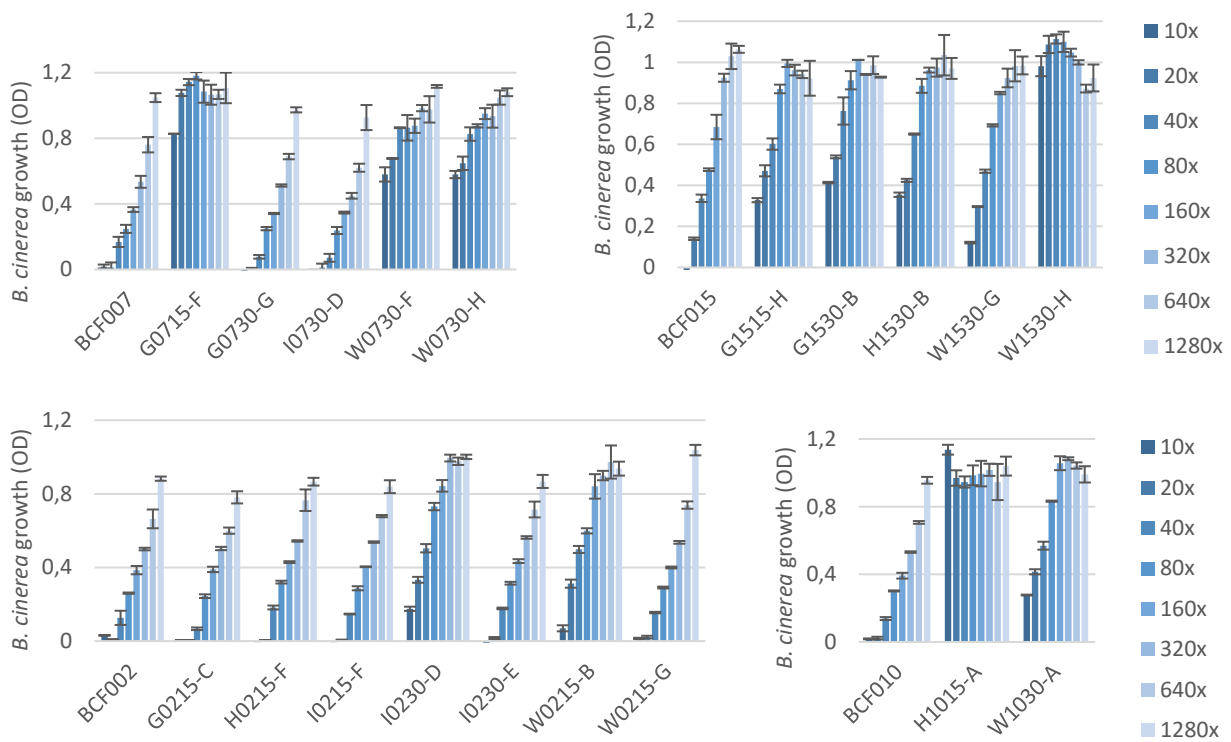 B. cinerea growth (OD)
1,2
0,8
0,4
0
BCF007
G0715-F
G0730-G
I0730-D
W0730-F
W0730-H
B. cinerea growth (OD)
1,2
1
0,8
0,6
0,4
0,2
0
BCF015
G1515-H
G1530-B
H1530-B
W1530-G
W1530-H
10x
20x
40x
80x
160x
320x
640x
1280x
B. cinerea growth (OD)
1,2
0,8
0,4
0
BCF002
G0215-C
H0215-F
I0215-F
I0230-D
I0230-E
W0215-B
W0215-G
B. cinerea growth (OD)
1,2
0,8
0,4
0
BCF010
H1015-A
W1030-A
10x
20x
40x
80x
160x
320x
640x
1280x